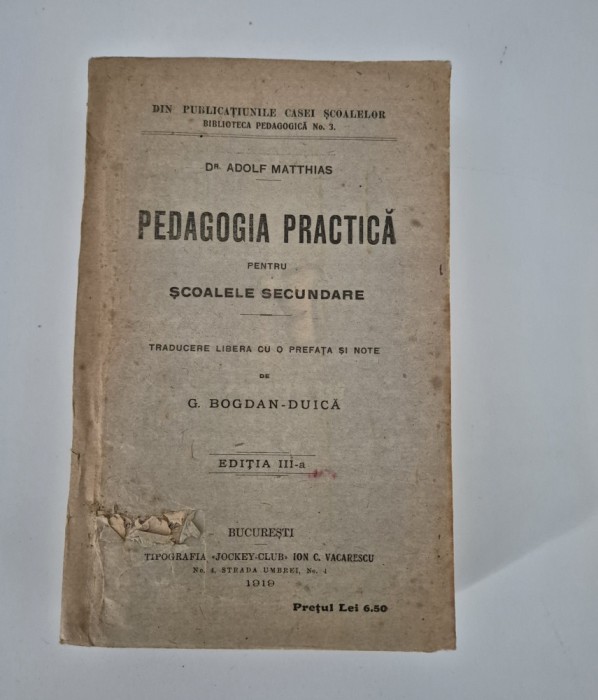 DIN PUBLICAȚIUNILE CASEI ȘCOALELOR
BIBLIOTECA PEDAGOGICĂ No. 3.
DR. ADOLF MATTHIAS
PEDAGOGIA PRACTICĂ
PENTRU
ȘCOALELE SECUNDARE
TRADUCERE LIBERA CU O PREFAȚA ȘI NOTE
DE
G. BOGDAN-DUICĂ
EDIȚIA III-a
BUCUREȘTI
TIPOGRAFIA «JOCKEY-CLUB» ION C. VACARESCU
No. 4, STRADA UMBREI, No. 4
1919
Prețul Lei 6.50